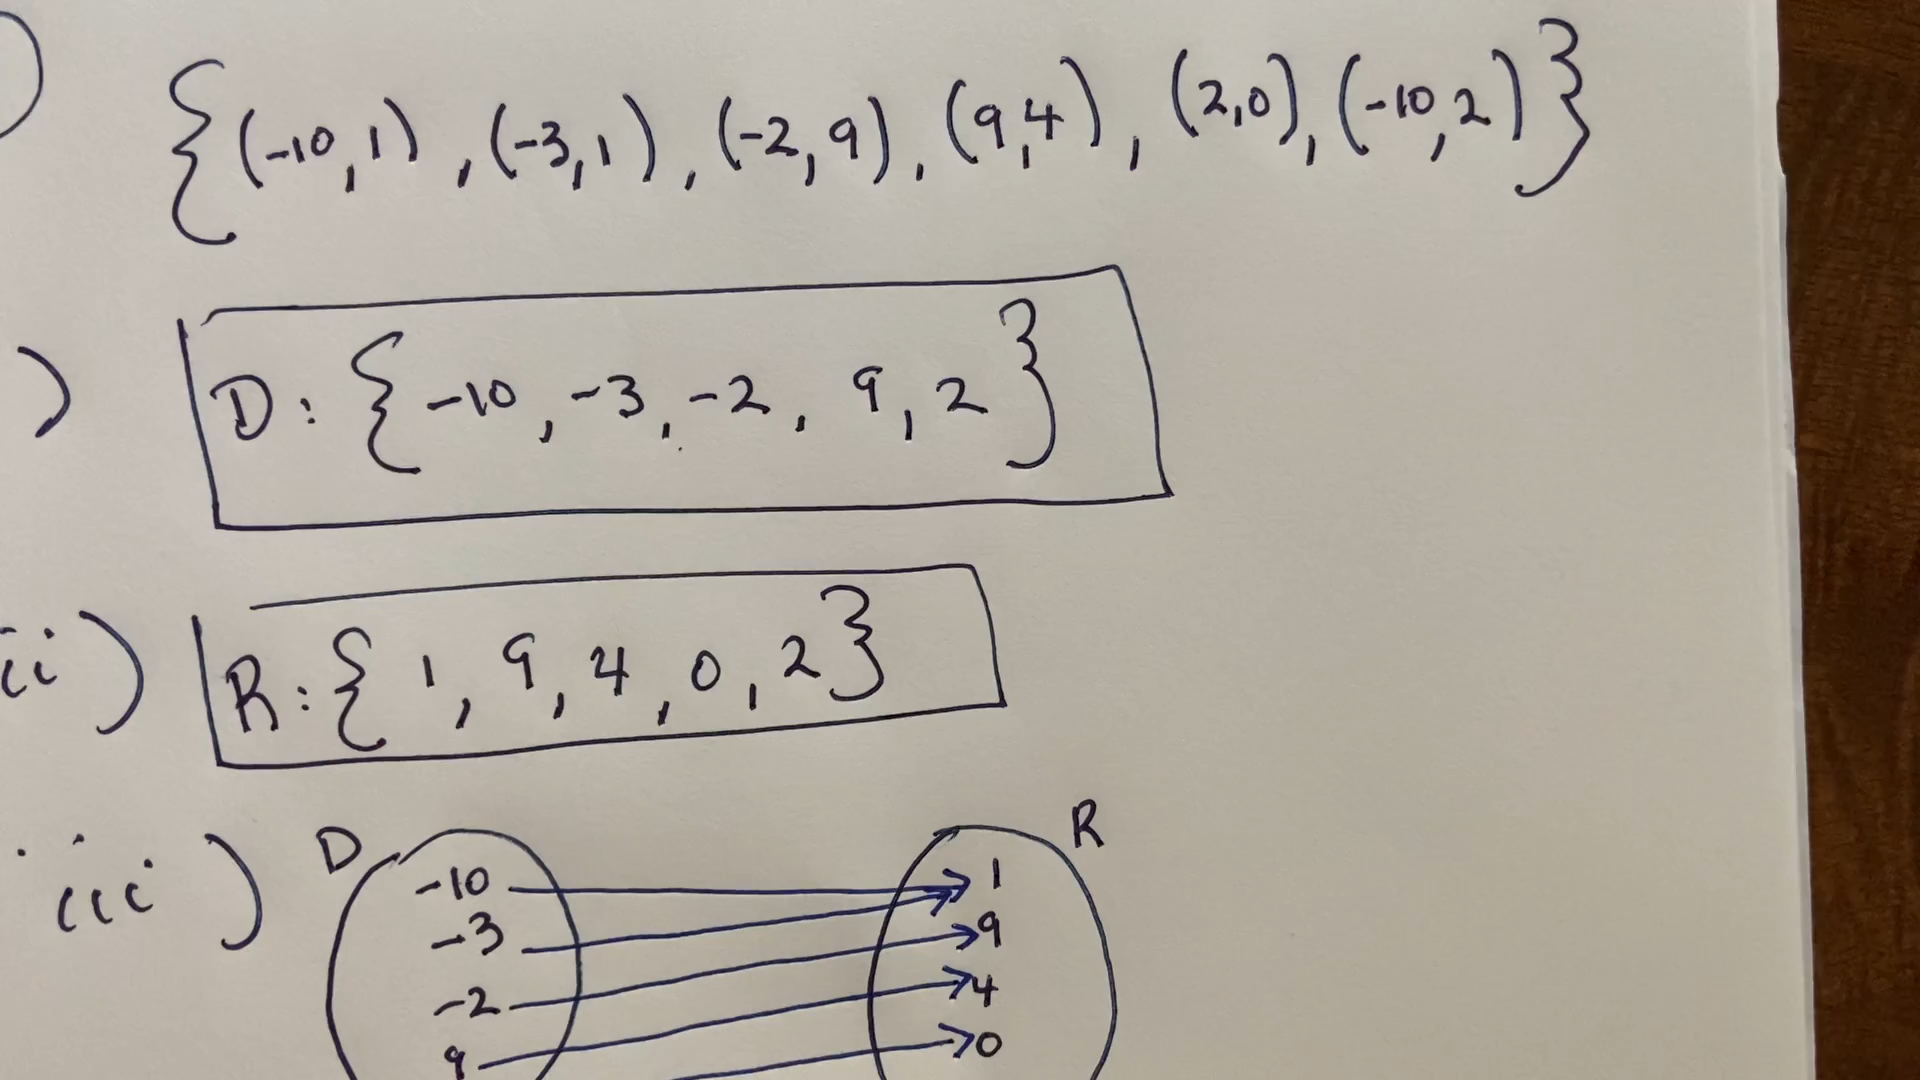 {(-10,1), (-3,1), (-2,9), (9,4), (2,0), (-10,2)}
) D: {-10, -3, -2, 9, 2}
ii) R: {1, 9, 4, 0, 2}
iii) D R
-10 1
-3 9
-2 4
9 0